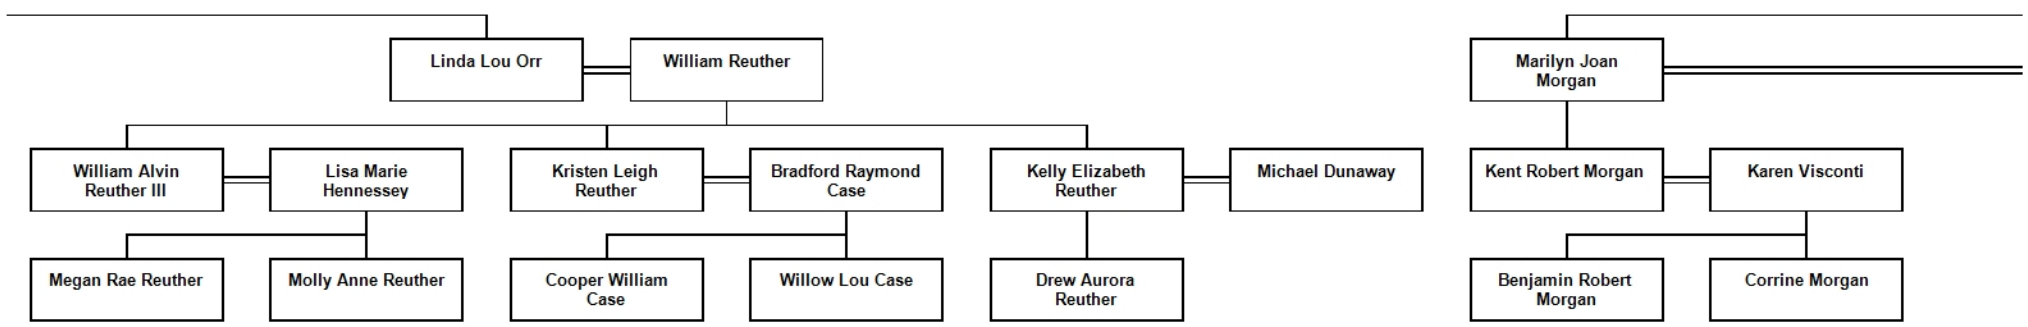 Linda Lou Orr
William Reuther
Marilyn Joan
Morgan
William Alvin
Reuther III
Lisa Marie
Hennessey
Kristen Leigh
Reuther
Bradford Raymond
Case
Kelly Elizabeth
Reuther
Michael Dunaway
Kent Robert Morgan
Karen Visconti
Megan Rae Reuther
Molly Anne Reuther
Cooper William
Case
Willow Lou Case
Drew Aurora
Reuther
Benjamin Robert
Morgan
Corrine Morgan